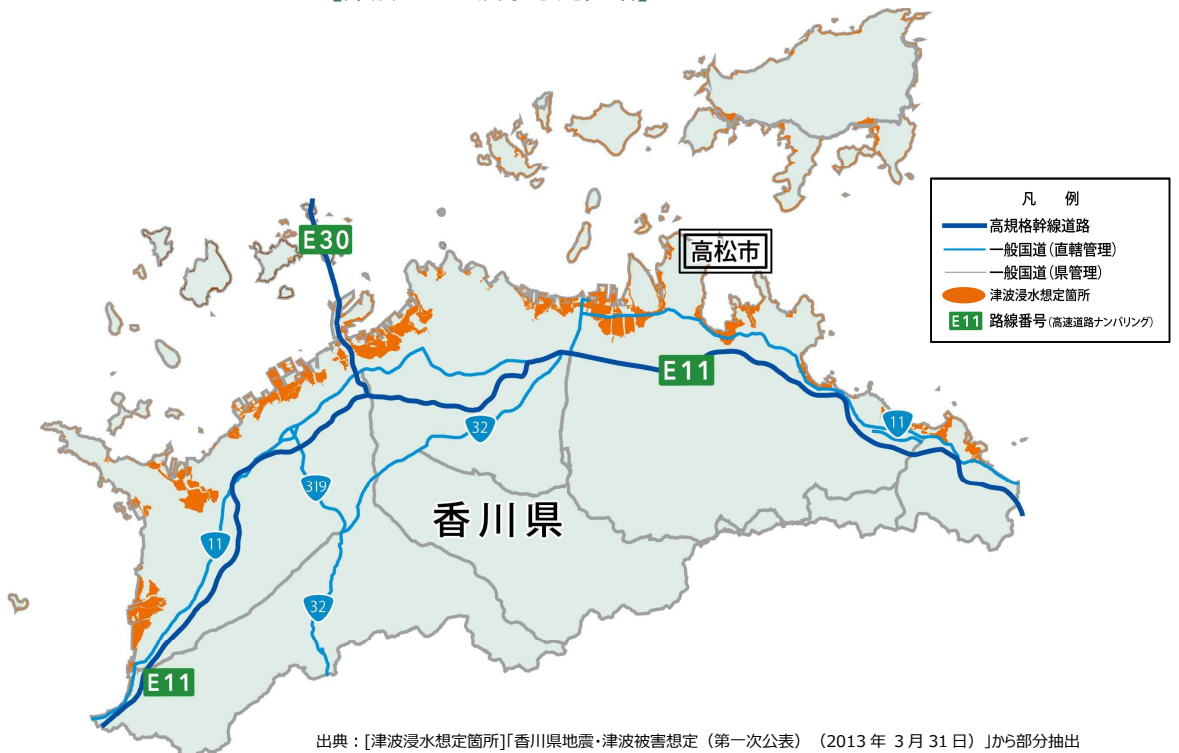 E30
高松市
凡 例
高規格幹線道路
一般国道(直轄管理)
一般国道(県管理)
津波浸水想定箇所
E11 路線番号(高速道路ナンバリング)
E11
11
32
319
香川県
11
32
E11
出典:[津波浸水想定箇所]「香川県地震・津波被害想定(第一次公表)(2013 年 3 月 31 日)」から部分抽出